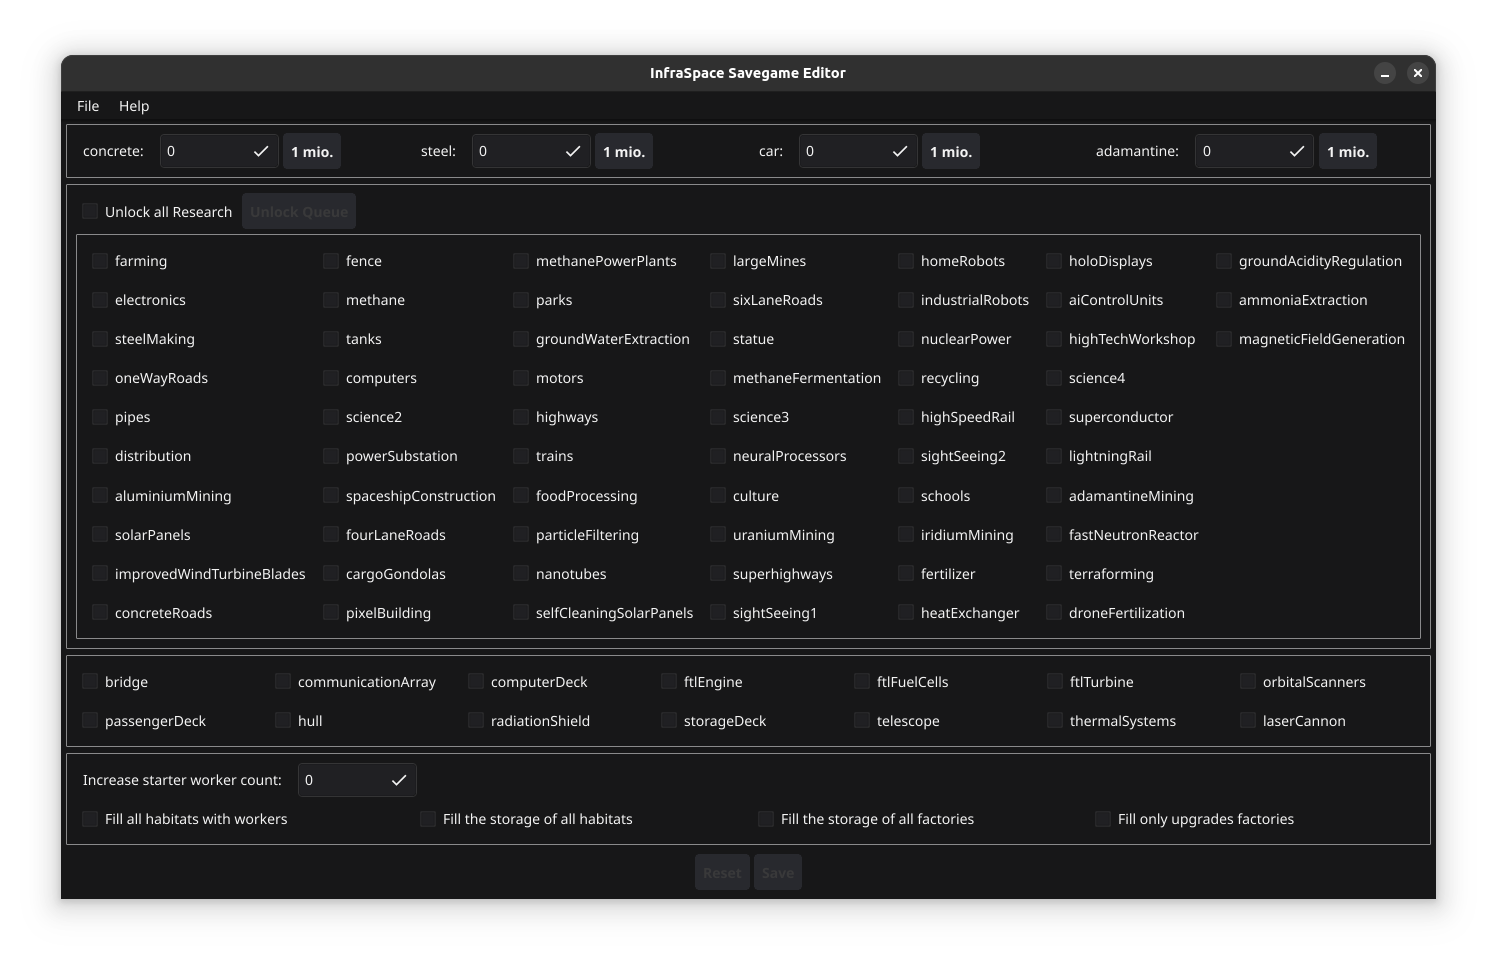 InfraSpace Savegame Editor
File Help
concrete: 0 1 mio. steel: 0 1 mio. car: 0 1 mio. adamantine: 0 1 mio.
Unlock all Research Unlock Queue
farming fence methanePowerPlants largeMines homeRobots holoDisplays groundAcidityRegulation
electronics methane parks sixLaneRoads industrialRobots aiControlUnits ammoniaExtraction
steelMaking tanks groundWaterExtraction statue nuclearPower highTechWorkshop magneticFieldGeneration
oneWayRoads computers motors methaneFermentation recycling science4
pipes science2 highways science3 highSpeedRail superconductor
distribution powerSubstation trains neuralProcessors sightSeeing2 lightningRail
aluminiumMining spaceshipConstruction foodProcessing culture schools adamantineMining
solarPanels fourLaneRoads particleFiltering uraniumMining iridiumMining fastNeutronReactor
improvedWindTurbineBlades cargoGondolas nanotubes superhighways fertilizer terraforming
concreteRoads pixelBuilding selfCleaningSolarPanels sightSeeing1 heatExchanger droneFertilization
bridge communicationArray computerDeck ftlEngine ftlFuelCells ftlTurbine orbitalScanners
passengerDeck hull radiationShield storageDeck telescope thermalSystems laserCannon
Increase starter worker count: 0
Fill all habitats with workers Fill the storage of all habitats Fill the storage of all factories Fill only upgrades factories
Reset Save